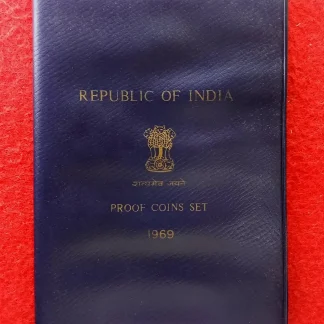 REPUBLIC OF INDIA
सत्यमेव जयते
PROOF COINS SET
1969